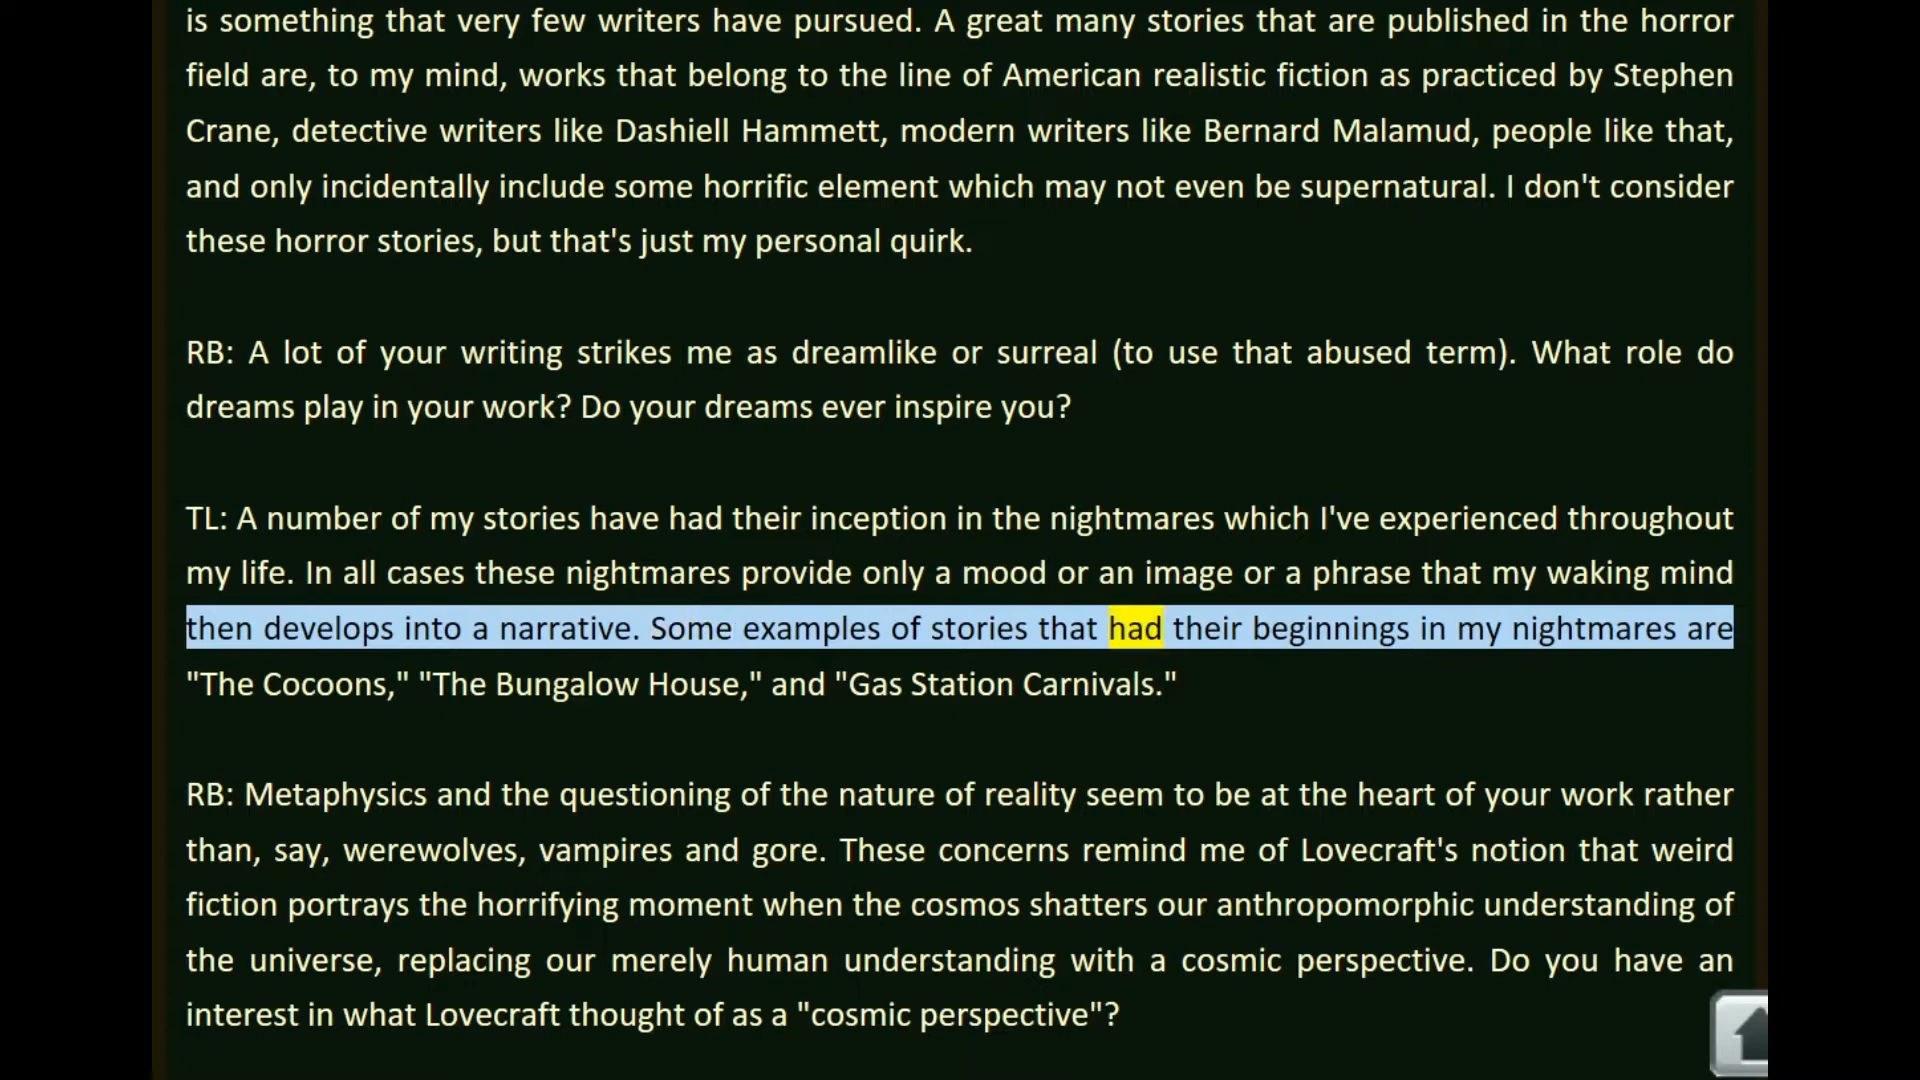 is something that very few writers have pursued. A great many stories that are published in the horror
field are, to my mind, works that belong to the line of American realistic fiction as practiced by Stephen
Crane, detective writers like Dashiell Hammett, modern writers like Bernard Malamud, people like that,
and only incidentally include some horrific element which may not even be supernatural. I don't consider
these horror stories, but that's just my personal quirk.
RB: A lot of your writing strikes me as dreamlike or surreal (to use that abused term). What role do
dreams play in your work? Do your dreams ever inspire you?
TL: A number of my stories have had their inception in the nightmares which I've experienced throughout
my life. In all cases these nightmares provide only a mood or an image or a phrase that my waking mind
then develops into a narrative. Some examples of stories that had their beginnings in my nightmares are
"The Cocoons," "The Bungalow House," and "Gas Station Carnivals."
RB: Metaphysics and the questioning of the nature of reality seem to be at the heart of your work rather
than, say, werewolves, vampires and gore. These concerns remind me of Lovecraft's notion that weird
fiction portrays the horrifying moment when the cosmos shatters our anthropomorphic understanding of
the universe, replacing our merely human understanding with a cosmic perspective. Do you have an
interest in what Lovecraft thought of as a "cosmic perspective"?